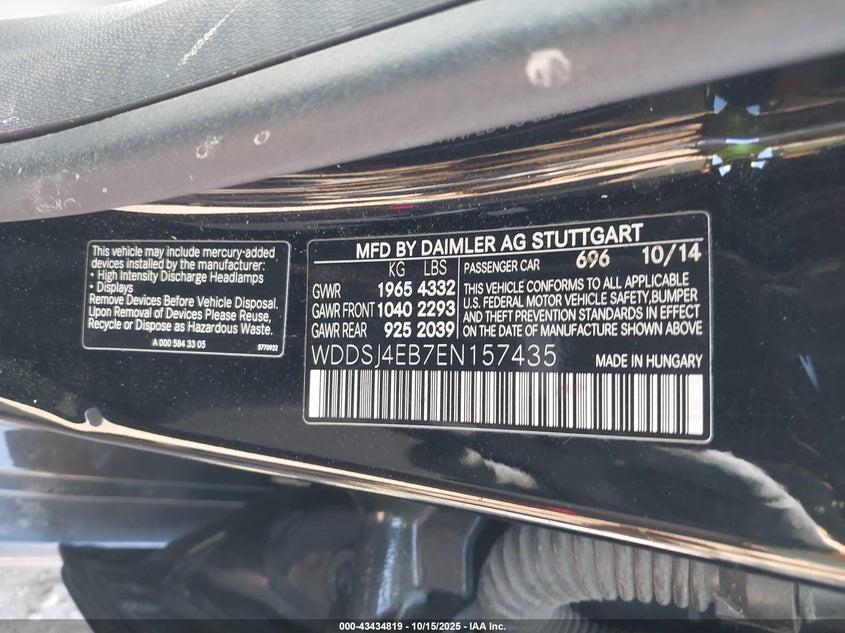 This vehicle may include mercury-added
devices installed by the manufacturer:
• High Intensity Discharge Headlamps
• Displays
Remove Devices Before Vehicle Disposal.
Upon Removal of Devices Please Reuse,
Recycle or Dispose as Hazardous Waste.
A 000 584 33 05
MFD BY DAIMLER AG STUTTGART
KG LBS PASSENGER CAR 696 10/14
GVWR 1965 4332
GAWR FRONT 1040 2293
GAWR REAR 925 2039
THIS VEHICLE CONFORMS TO ALL APPLICABLE
U.S. FEDERAL MOTOR VEHICLE SAFETY, BUMPER
AND THEFT PREVENTION STANDARDS IN EFFECT
ON THE DATE OF MANUFACTURE SHOWN ABOVE
WDDSJ4EB7EN157435 MADE IN HUNGARY
000-43434819 - 10/15/2025 - IAA Inc.